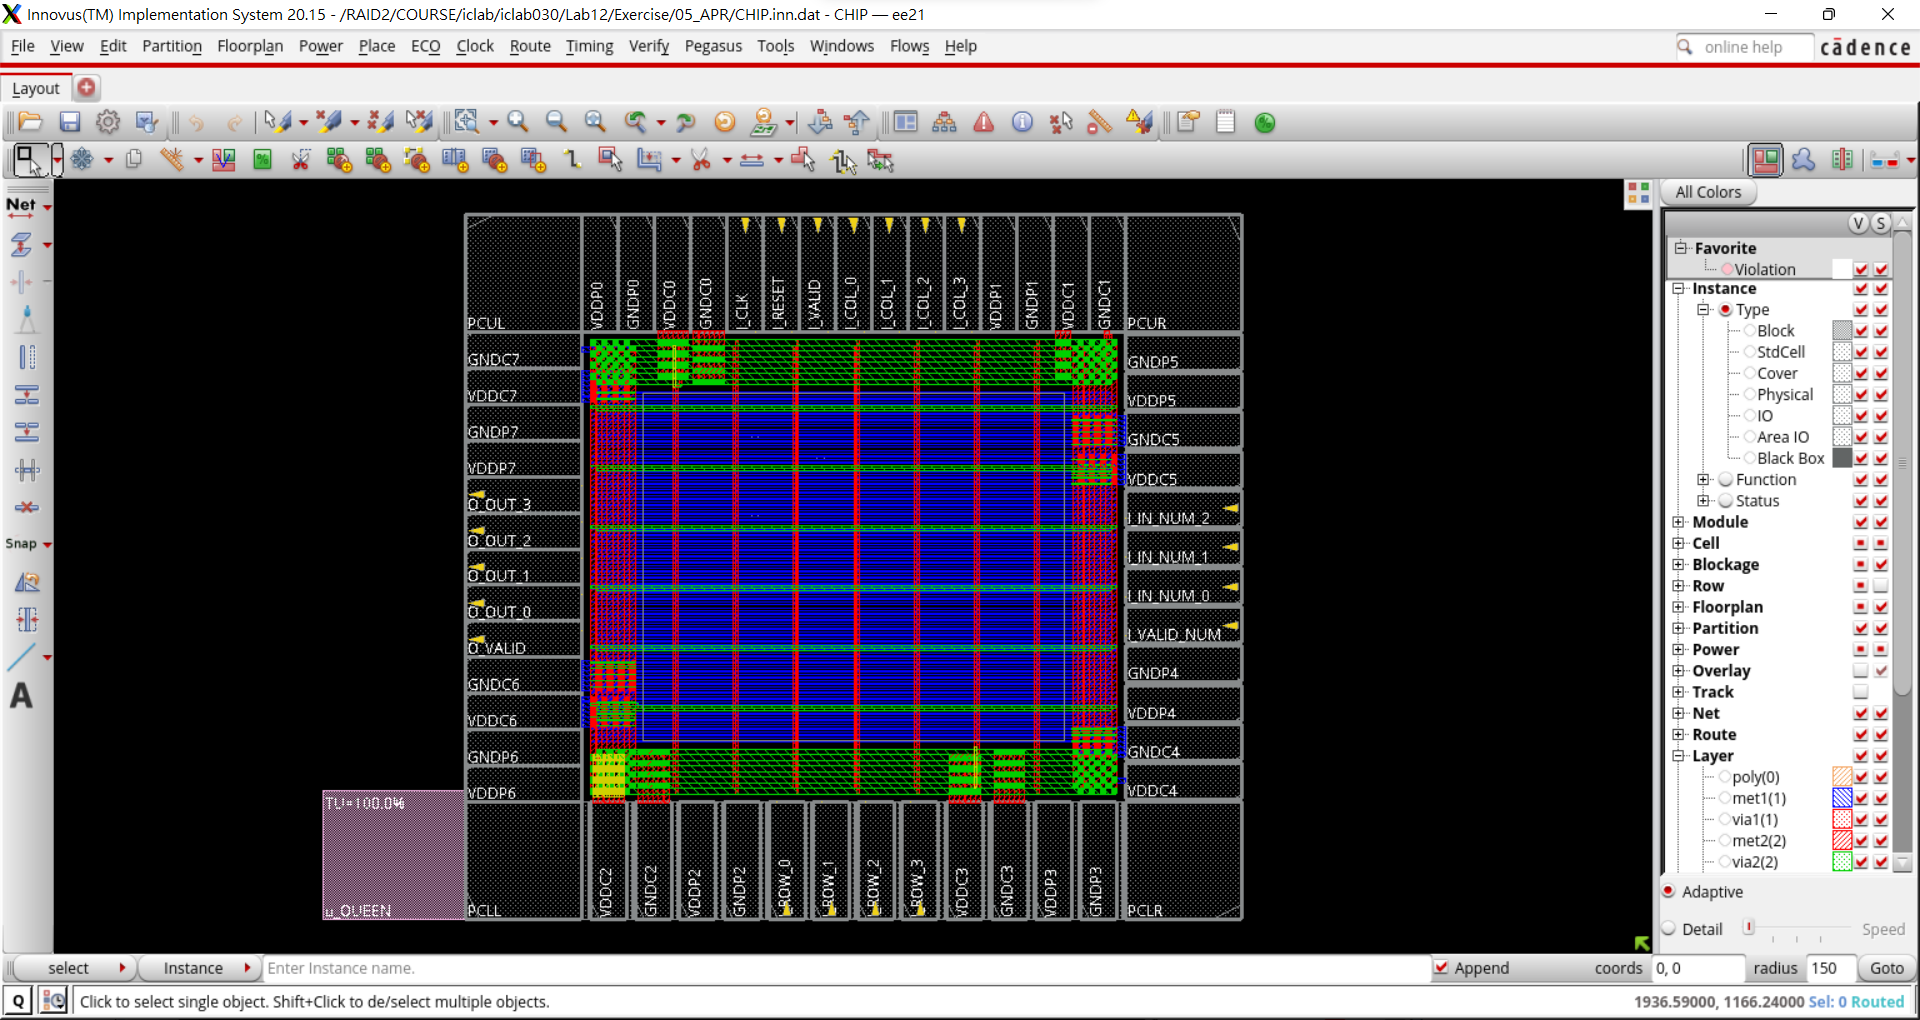 Innovus(TM) Implementation System 20.15 - /RAID2/COURSE/iclab/iclab030/Lab12/Exercise/05_APR/CHIP.inn.dat - CHIP — ee21
File View Edit Partition Floorplan Power Place ECO Clock Route Timing Verify Pegasus Tools Windows Flows Help
online help
cādence
Layout
Net
Snap
A
All Colors
V S
Favorite
Violation
Instance
Type
Block
StdCell
Cover
Physical
IO
Area IO
Black Box
Function
Status
Module
Cell
Blockage
Row
Floorplan
Partition
Power
Overlay
Track
Net
Route
Layer
poly(0)
met1(1)
via1(1)
met2(2)
via2(2)
Adaptive
Detail
Speed
PCUL
VDDP0
GNDP0
VDDC0
GNDC0
I_CLK
I_RESET
I_VALID
I_COL_0
I_COL_1
I_COL_2
I_COL_3
VDDP1
GNDP1
VDDC1
GNDC1
PCUR
GNDC7
VDDC7
GNDP7
VDDP7
O_OUT_3
O_OUT_2
O_OUT_1
O_OUT_0
O_VALID
GNDC6
VDDC6
GNDP6
VDDP6
GNDP5
VDDP5
GNDC5
VDDC5
I_IN_NUM_2
I_IN_NUM_1
I_IN_NUM_0
I_VALID_NUM
GNDP4
VDDP4
GNDC4
VDDC4
TU=100.0%
u_QUEEN
PCLL
VDDC2
GNDC2
VDDP2
GNDP2
I_ROW_0
I_ROW_1
I_ROW_2
I_ROW_3
VDDC3
GNDC3
VDDP3
GNDP3
PCLR
select
Instance
Enter Instance name.
Append
coords 0, 0
radius 150
Goto
Q
Click to select single object. Shift+Click to de/select multiple objects.
1936.59000, 1166.24000 Sel: 0 Routed